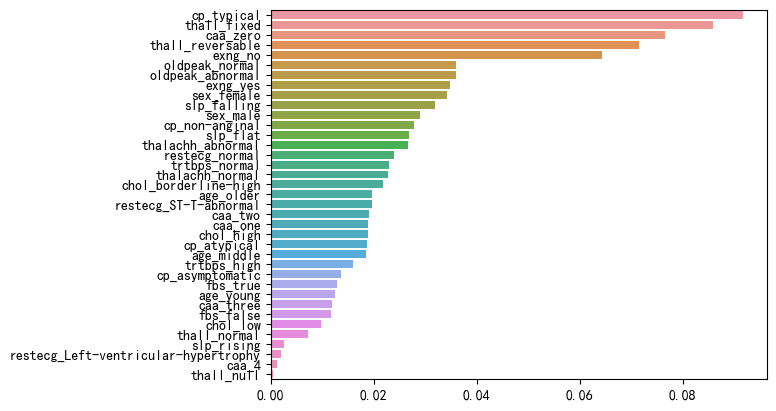 cp_typical
thall_fixed
caa_zero
thall_reversable
exng_no
oldpeak_normal
oldpeak_abnormal
exng_yes
sex_female
slp_falling
sex_male
cp_non-anginal
slp_flat
thalachh_abnormal
restecg_normal
trtbps_normal
thalachh_normal
chol_borderline-high
age_older
restecg_ST-T-abnormal
caa_two
caa_one
chol_high
cp_atypical
age_middle
trtbps_high
cp_asymptomatic
fbs_true
age_young
caa_three
fbs_false
chol_low
thall_normal
slp_rising
restecg_Left-ventricular-hypertrophy
caa_4
thall_null
0.00 0.02 0.04 0.06 0.08